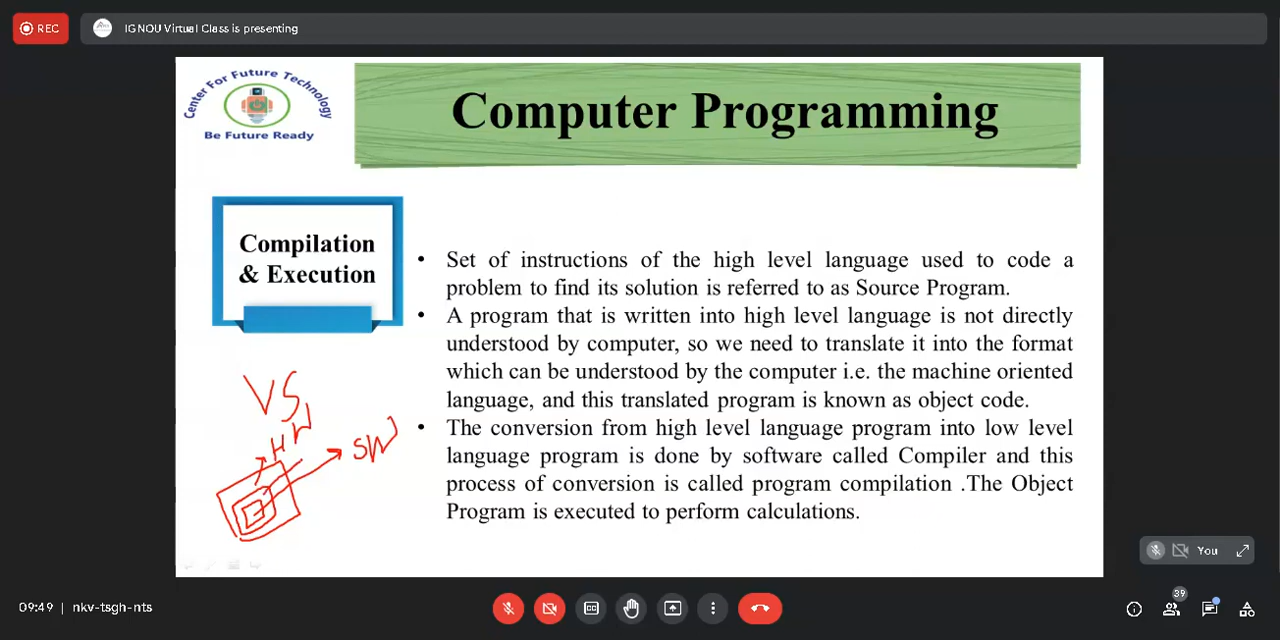 REC
IGNOU Virtual Class is presenting
Center For Future Technology
Be Future Ready
Computer Programming
Compilation
& Execution
• Set of instructions of the high level language used to code a
problem to find its solution is referred to as Source Program.
• A program that is written into high level language is not directly
understood by computer, so we need to translate it into the format
which can be understood by the computer i.e. the machine oriented
language, and this translated program is known as object code.
• The conversion from high level language program into low level
language program is done by software called Compiler and this
process of conversion is called program compilation .The Object
Program is executed to perform calculations.
VS
HW
SW
You
09:49 | nkv-tsgh-nts
39